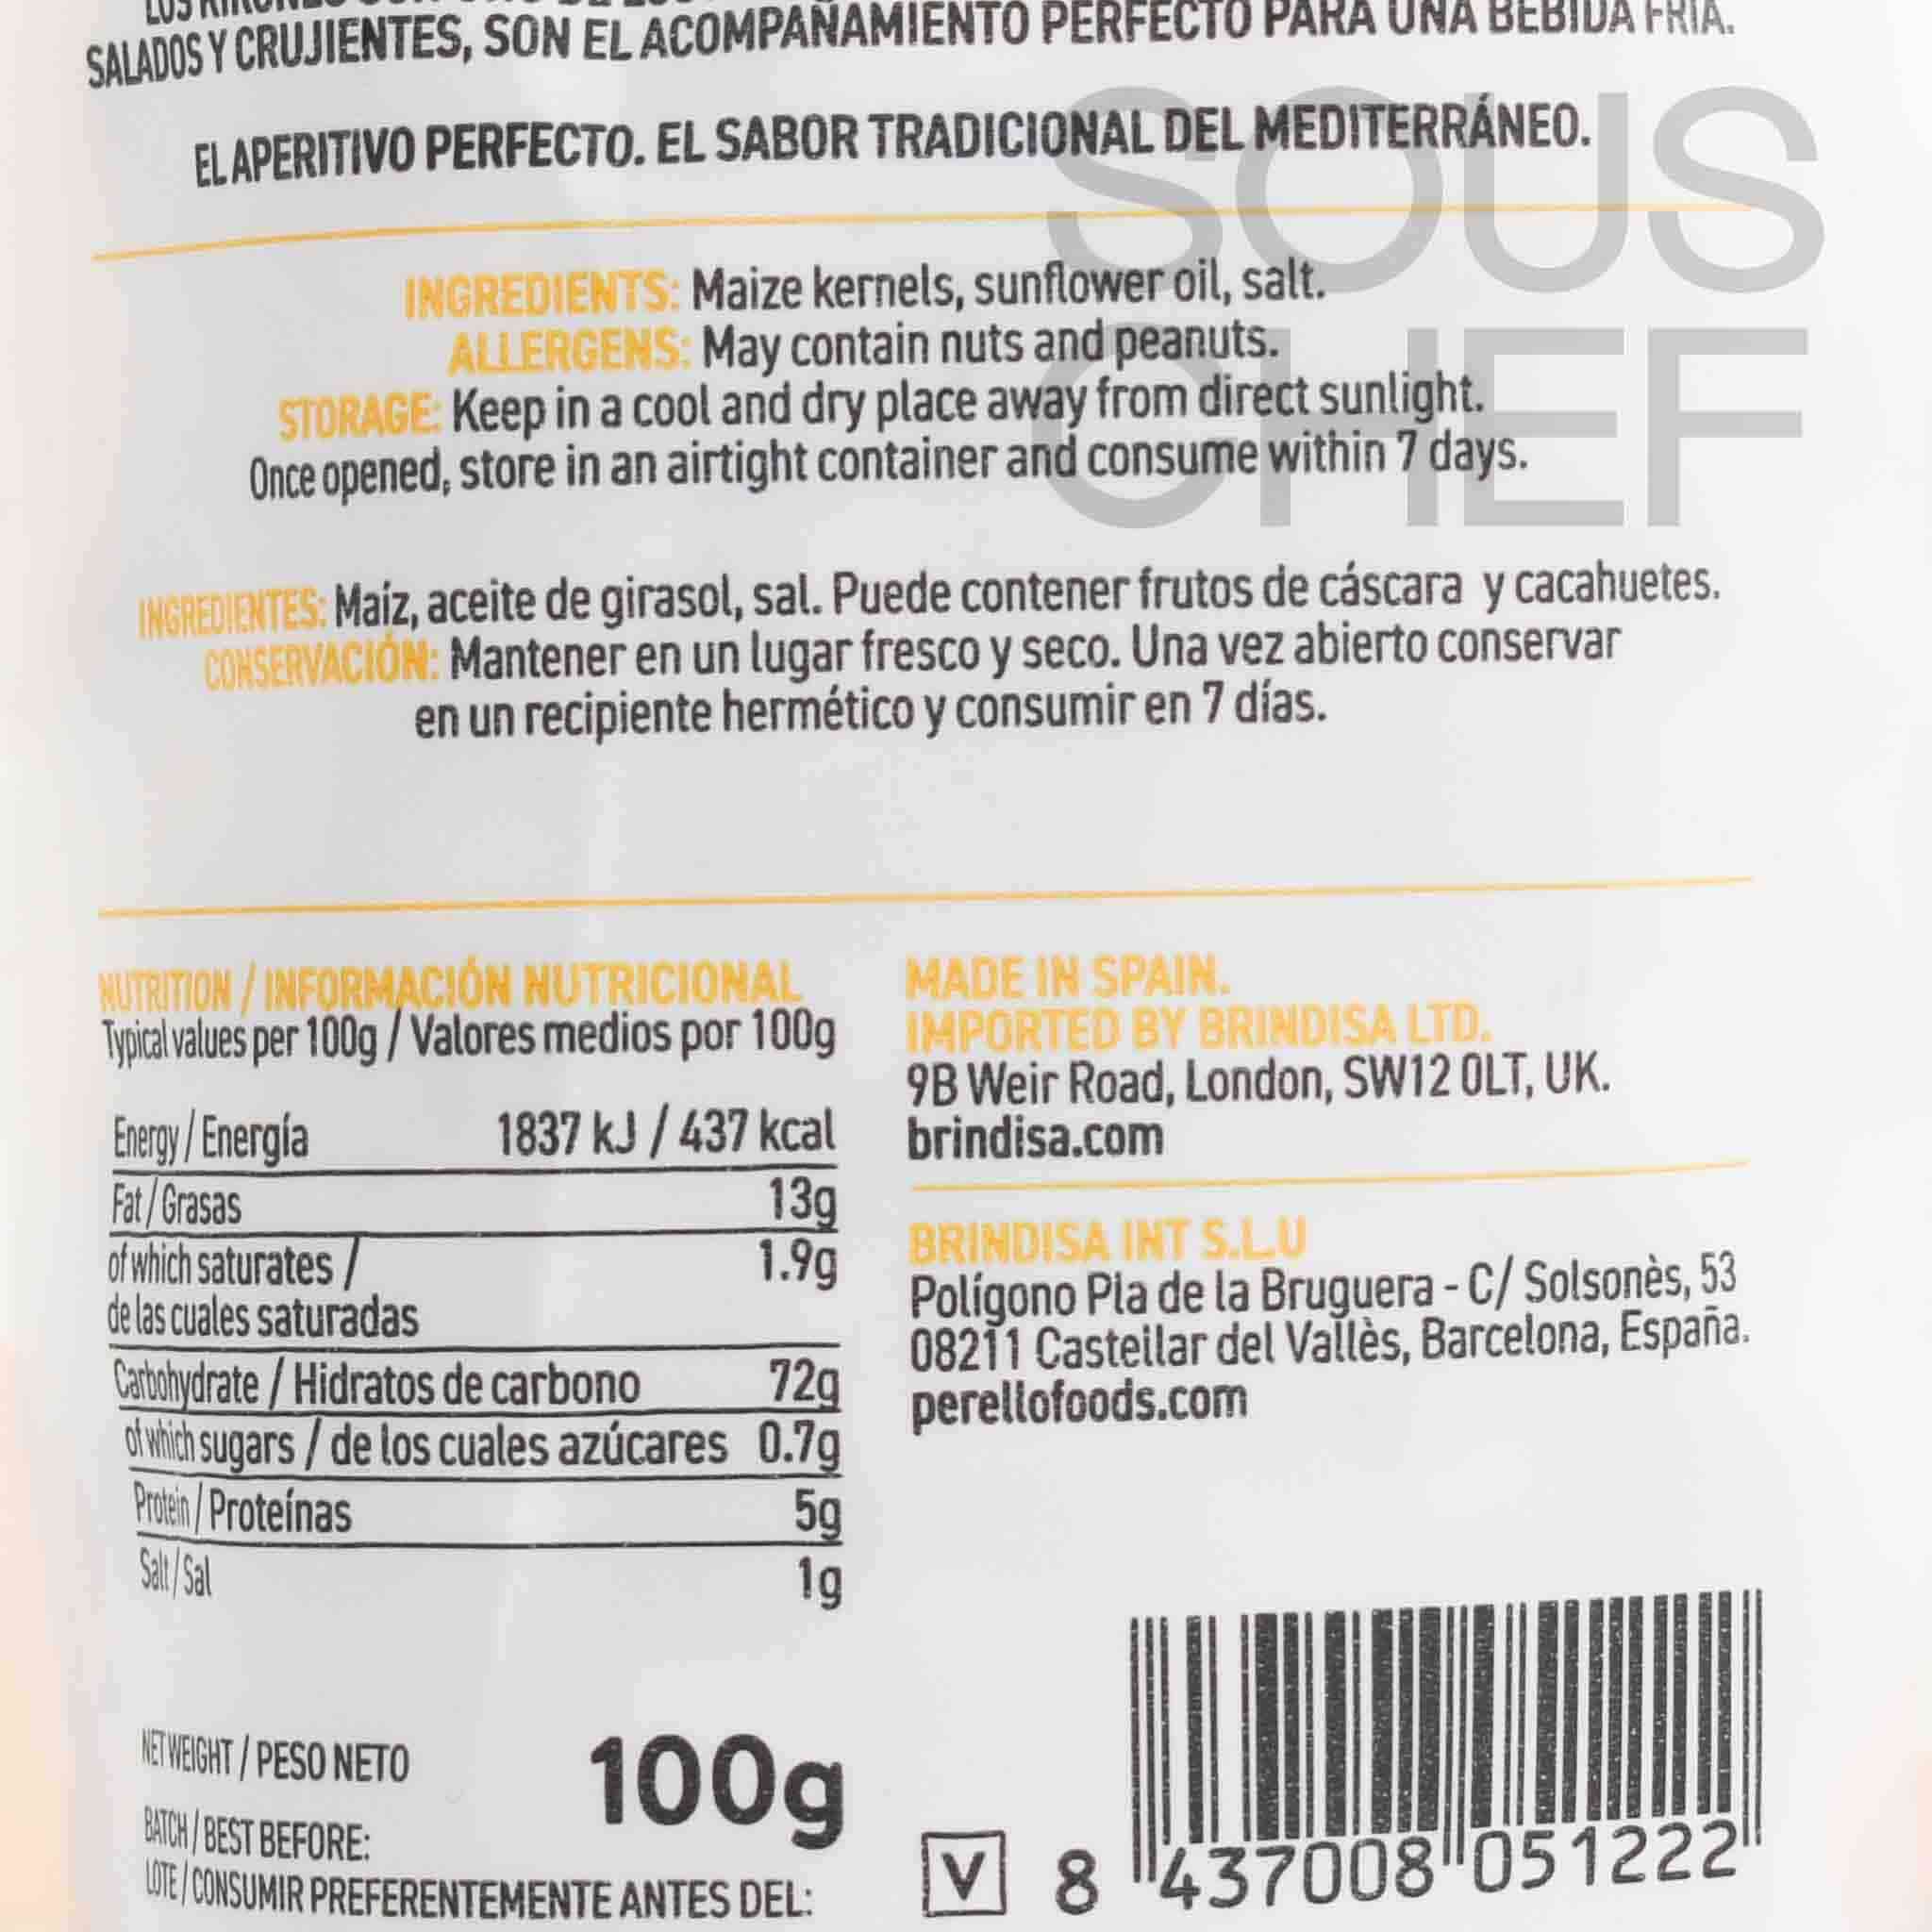 SALADOS Y CRUJIENTES, SON EL ACOMPAÑAMIENTO PERFECTO PARA UNA BEBIDA FRÍA.
EL APERITIVO PERFECTO. EL SABOR TRADICIONAL DEL MEDITERRÁNEO.
SOUS
CHEF
INGREDIENTS: Maize kernels, sunflower oil, salt.
ALLERGENS: May contain nuts and peanuts.
STORAGE: Keep in a cool and dry place away from direct sunlight.
Once opened, store in an airtight container and consume within 7 days.
INGREDIENTES: Maíz, aceite de girasol, sal. Puede contener frutos de cáscara y cacahuetes.
CONSERVACIÓN: Mantener en un lugar fresco y seco. Una vez abierto conservar
en un recipiente hermético y consumir en 7 días.
NUTRITION / INFORMACIÓN NUTRICIONAL
Typical values per 100g / Valores medios por 100g
Energy / Energía 1837 kJ / 437 kcal
Fat / Grasas 13g
of which saturates / 1.9g
de las cuales saturadas
Carbohydrate / Hidratos de carbono 72g
of which sugars / de los cuales azúcares 0.7g
Protein / Proteínas 5g
Salt / Sal 1g
MADE IN SPAIN.
IMPORTED BY BRINDISA LTD.
9B Weir Road, London, SW12 0LT, UK.
brindisa.com
BRINDISA INT S.L.U
Polígono Pla de la Bruguera - C/ Solsonès, 53
08211 Castellar del Vallès, Barcelona, España.
perellofoods.com
NET WEIGHT / PESO NETO 100g
BATCH / BEST BEFORE:
LOTE / CONSUMIR PREFERENTEMENTE ANTES DEL:
V
8 437008 051222